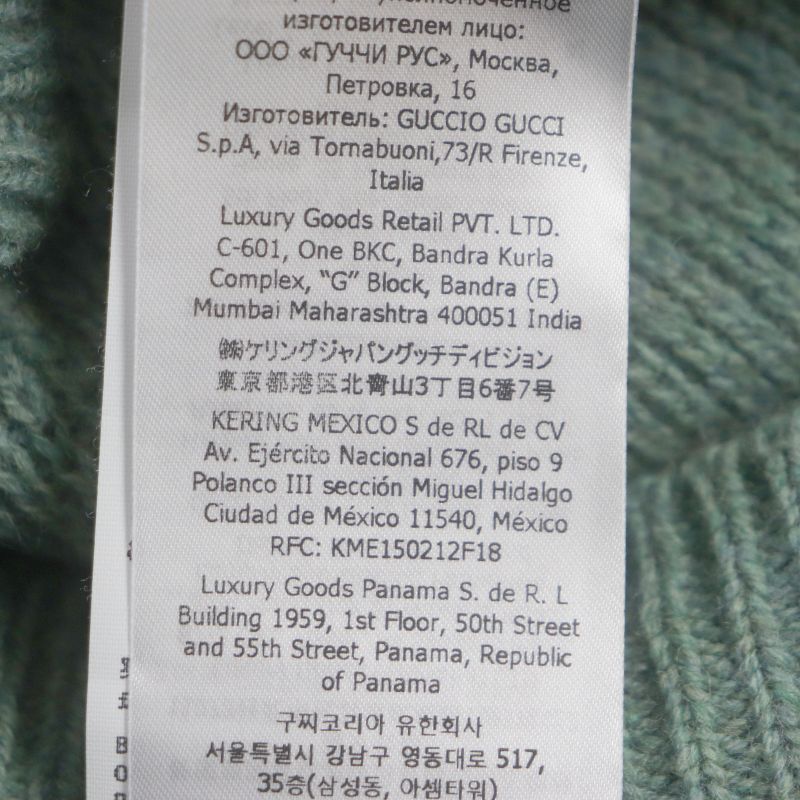 изготовителем лицо:
ООО «ГУЧЧИ РУС», Москва,
Петровка, 16
Изготовитель: GUCCIO GUCCI
S.p.A, via Tornabuoni,73/R Firenze,
Italia
Luxury Goods Retail PVT. LTD.
C-601, One BKC, Bandra Kurla
Complex, "G" Block, Bandra (E)
Mumbai Maharashtra 400051 India
㈱ケリングジャパングッチディビジョン
東京都港区北青山3丁目6番7号
KERING MEXICO S de RL de CV
Av. Ejército Nacional 676, piso 9
Polanco III sección Miguel Hidalgo
Ciudad de México 11540, México
RFC: KME150212F18
Luxury Goods Panama S. de R. L
Building 1959, 1st Floor, 50th Street
and 55th Street, Panama, Republic
of Panama
구찌코리아 유한회사
서울특별시 강남구 영동대로 517,
35층(삼성동, 아셈타워)